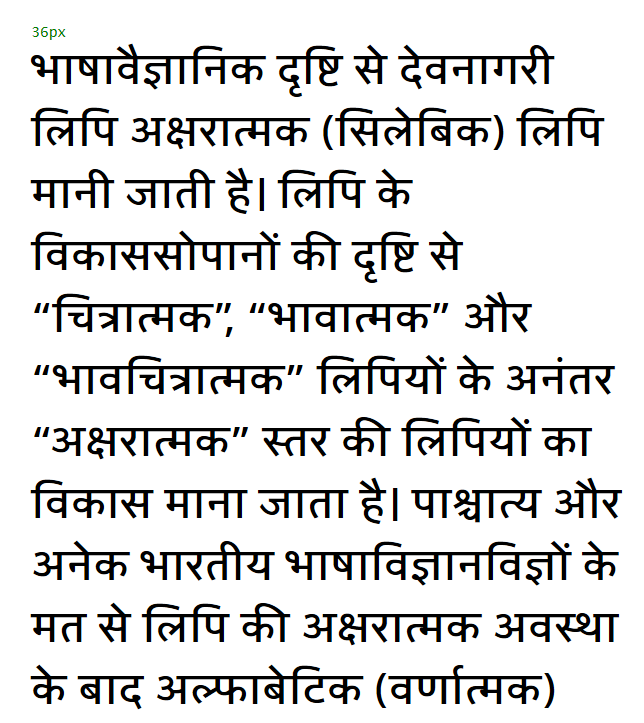 36px
भाषावैज्ञानिक दृष्टि से देवनागरी
लिपि अक्षरात्मक (सिलेबिक) लिपि
मानी जाती है। लिपि के
विकाससोपानों की दृष्टि से
“चित्रात्मक”, “भावात्मक” और
“भावचित्रात्मक” लिपियों के अनंतर
“अक्षरात्मक” स्तर की लिपियों का
विकास माना जाता है। पाश्चात्य और
अनेक भारतीय भाषाविज्ञानविज्ञों के
मत से लिपि की अक्षरात्मक अवस्था
के बाद अल्फाबेटिक (वर्णात्मक)